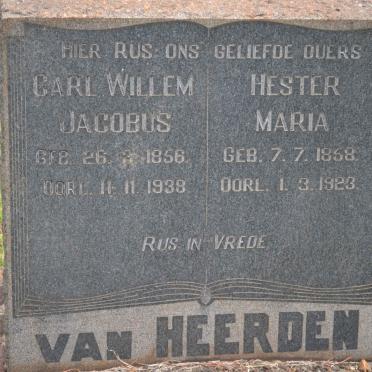 HIER RUS ONS GELIEFDE OUERS
CARL WILLEM
JACOBUS
GEB. 26. 1856.
OORL. 11. 11. 1938
HESTER
MARIA
GEB. 7. 7. 1858.
OORL. 1. 3. 1923.
RUS IN VREDE
VAN HEERDEN